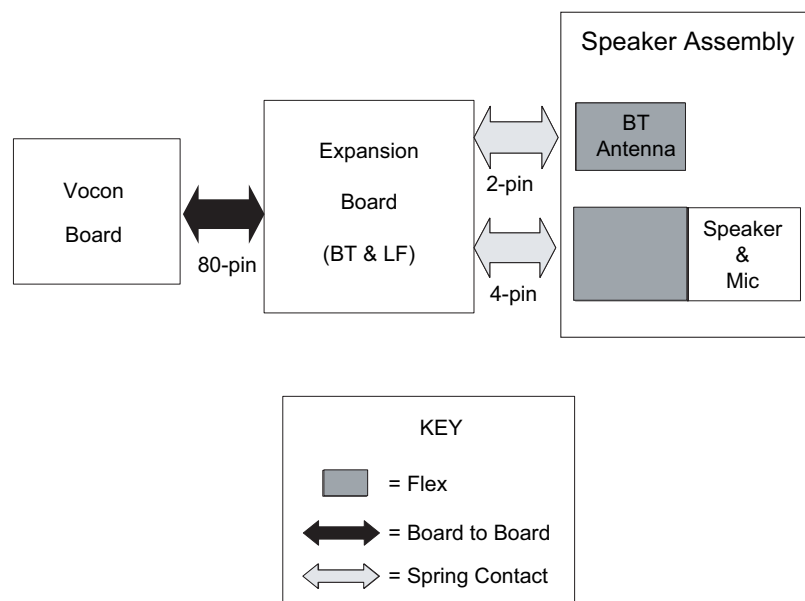 Speaker Assembly
BT
Antenna
Expansion
Board
(BT & LF)
2-pin
Vocon
Board
80-pin
Speaker
&
Mic
4-pin
KEY
= Flex
= Board to Board
= Spring Contact